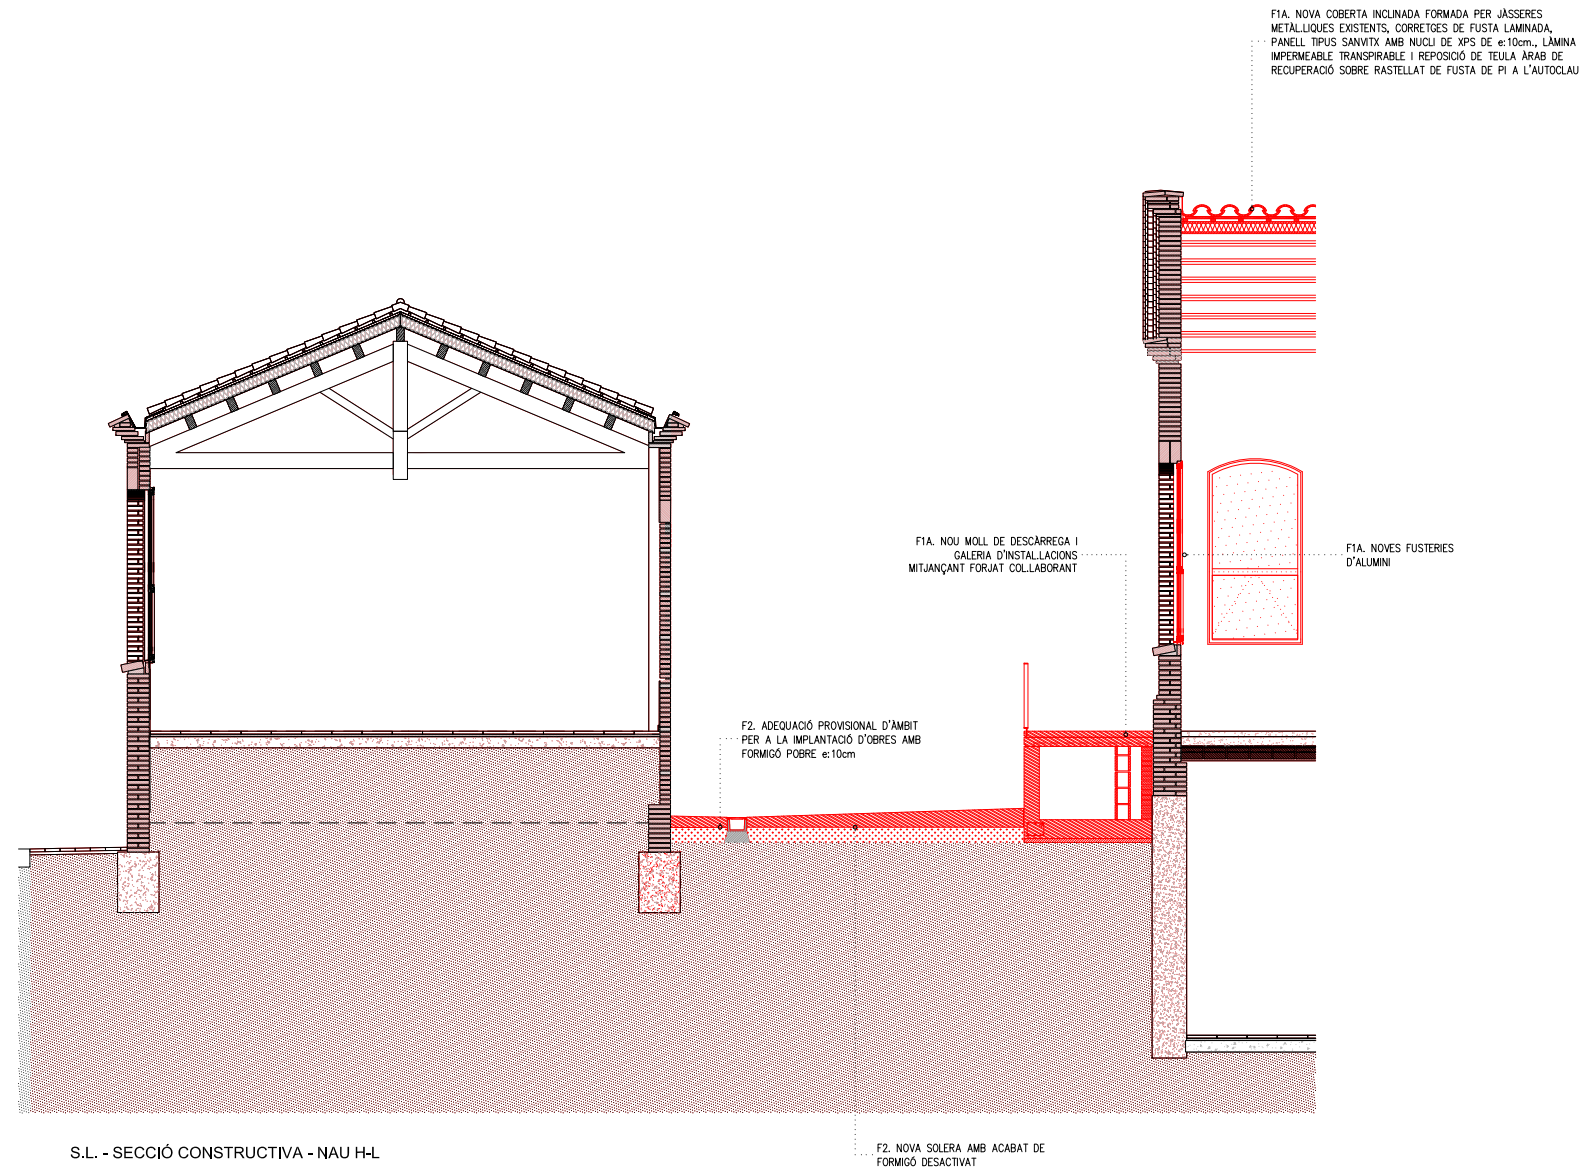 F1A. NOVA COBERTA INCLINADA FORMADA PER JÀSSERES
METÀL.LIQUES EXISTENTS, CORRETGES DE FUSTA LAMINADA,
PANELL TIPUS SANVITX AMB NUCLI DE XPS DE e:10cm., LÀMINA
IMPERMEABLE TRANSPIRABLE I REPOSICIÓ DE TEULA ÀRAB DE
RECUPERACIÓ SOBRE RASTELLAT DE FUSTA DE PI A L'AUTOCLAU
F1A. NOU MOLL DE DESCÀRREGA I
GALERIA D'INSTAL.LACIONS
MITJANÇANT FORJAT COL.LABORANT
F1A. NOVES FUSTERIES
D'ALUMINI
F2. ADEQUACIÓ PROVISIONAL D'ÀMBIT
PER A LA IMPLANTACIÓ D'OBRES AMB
FORMIGÓ POBRE e:10cm
S.L. - SECCIÓ CONSTRUCTIVA - NAU H-L
F2. NOVA SOLERA AMB ACABAT DE
FORMIGÓ DESACTIVAT